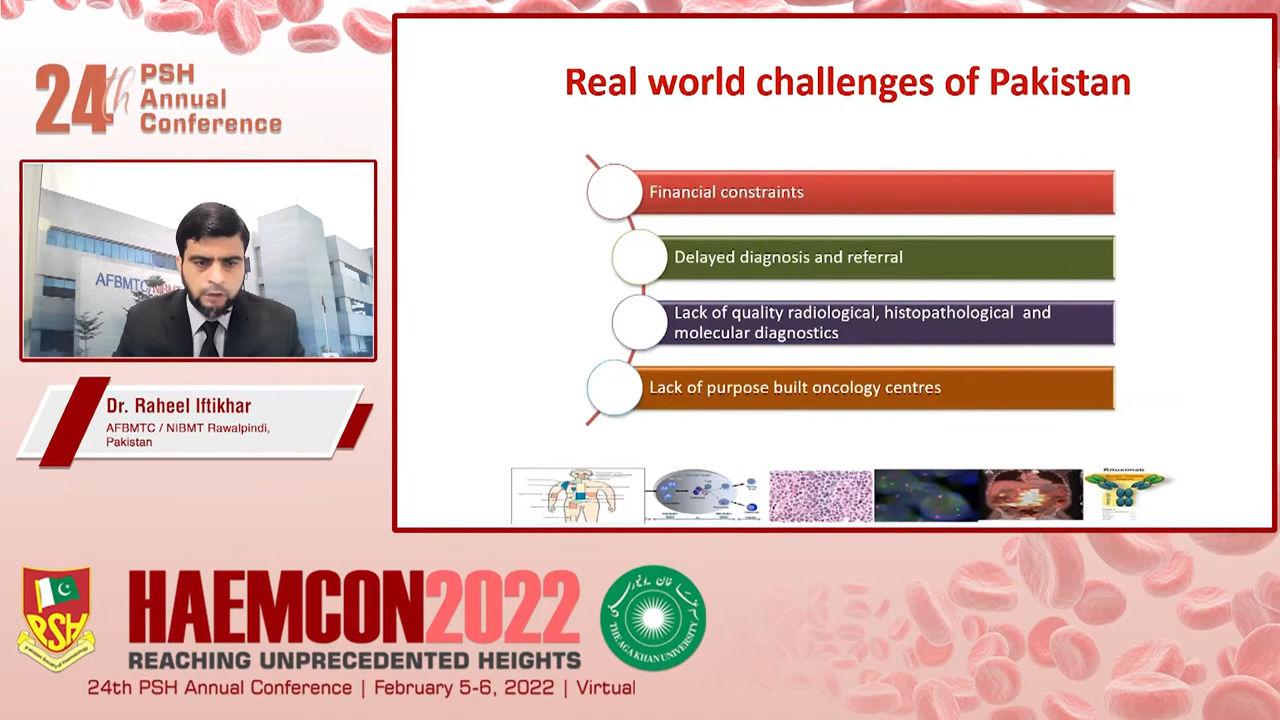 24th PSH
Annual
Conference
AFBMTC/NIBMT
Dr. Raheel Iftikhar
AFBMTC / NIBMT Rawalpindi,
Pakistan
Real world challenges of Pakistan
Financial constraints
Delayed diagnosis and referral
Lack of quality radiological, histopathological and
molecular diagnostics
Lack of purpose built oncology centres
Rituximab
PSH
HAEMCON2022
REACHING UNPRECEDENTED HEIGHTS
24th PSH Annual Conference | February 5-6, 2022 | Virtual
THE AGA KHAN UNIVERSITY